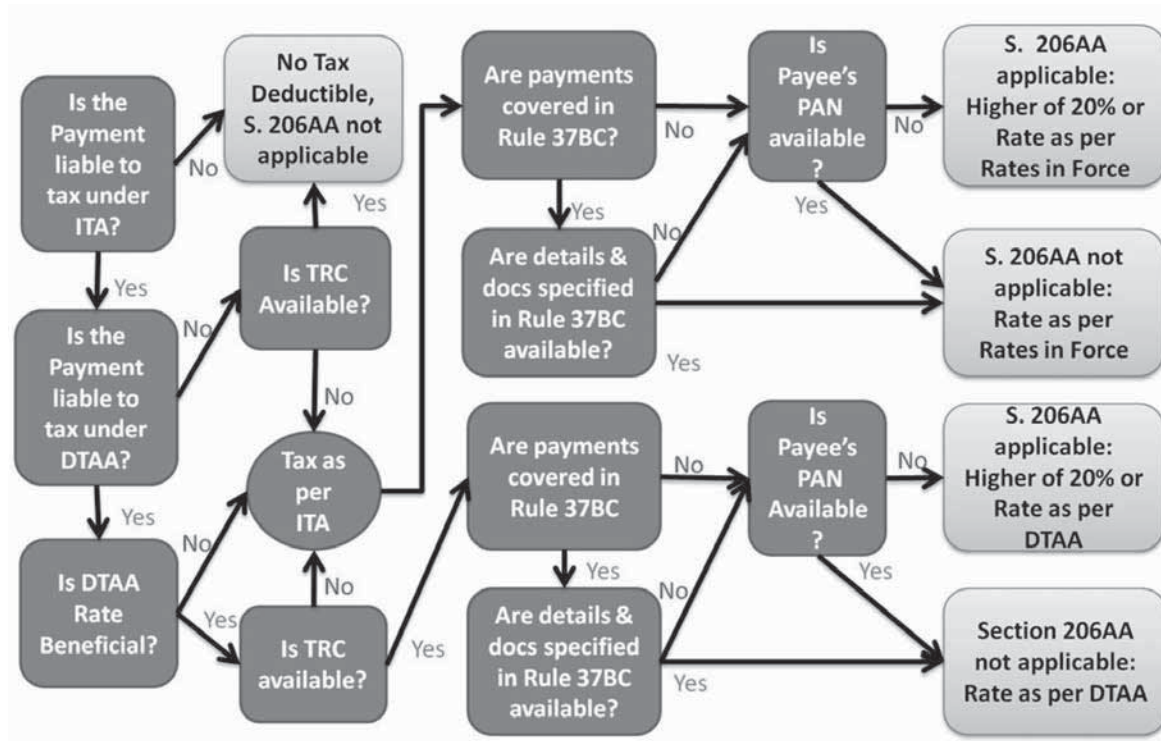 Is the
Payment
liable to
tax under
ITA?
No
Yes
No Tax
Deductible,
S. 206AA not
applicable
Yes
Is TRC
Available?
No
Is the
Payment
liable to
tax under
DTAA?
No
Yes
Is DTAA
Rate
Beneficial?
No
Yes
Tax as
per
ITA
No
Is TRC
available?
Yes
Are payments
covered in
Rule 37BC?
No
Yes
Are details &
docs specified
in Rule 37BC
available?
No
Yes
Is
Payee's
PAN
available
?
No
Yes
S. 206AA
applicable:
Higher of 20% or
Rate as per
Rates in Force
S. 206AA not
applicable:
Rate as per
Rates in Force
Are payments
covered in
Rule 37BC
No
Yes
Are details &
docs specified
in Rule 37BC
available?
No
Yes
Is
Payee's
PAN
Available
?
No
Yes
S. 206AA
applicable:
Higher of 20% or
Rate as per
DTAA
Section 206AA
not applicable:
Rate as per DTAA